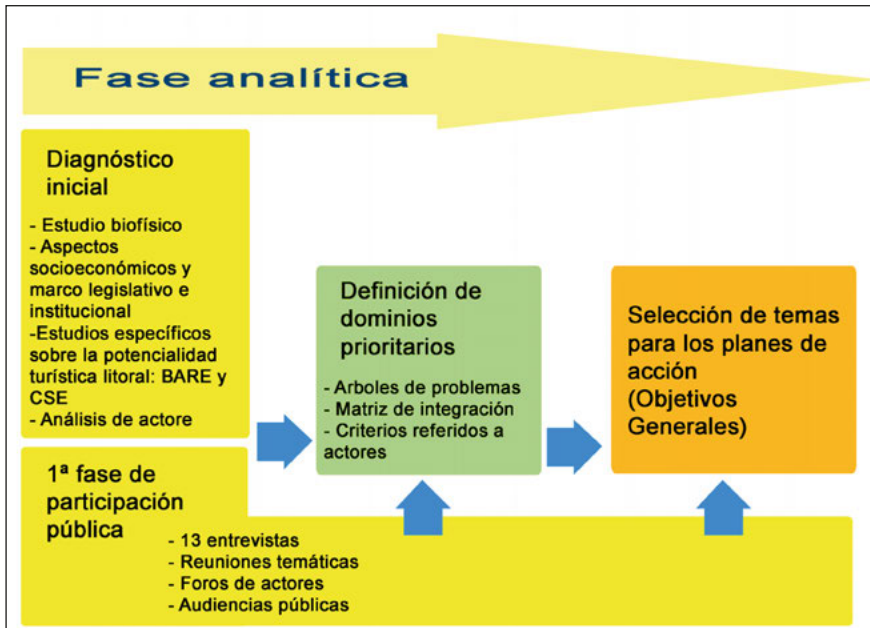 Fase analítica
Diagnóstico
inicial
- Estudio biofísico
- Aspectos
socioeconómicos y
marco legislativo e
institucional
-Estudios específicos
sobre la potencialidad
turística litoral: BARE y
CSE
- Análisis de actore
1ª fase de
participación
pública
- 13 entrevistas
- Reuniones temáticas
- Foros de actores
- Audiencias públicas
Definición de
dominios
prioritarios
- Arboles de problemas
- Matriz de integración
- Criterios referidos a
actores
Selección de temas
para los planes de
acción
(Objetivos
Generales)